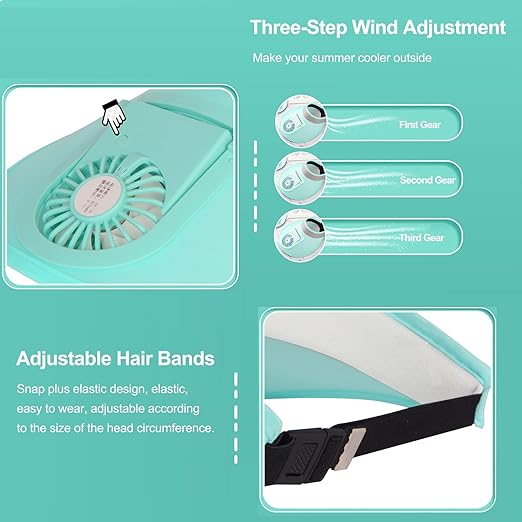 Three-Step Wind Adjustment
Make your summer cooler outside
First Gear
Second Gear
Third Gear
Adjustable Hair Bands
Snap plus elastic design, elastic,
easy to wear, adjustable according
to the size of the head circumference.